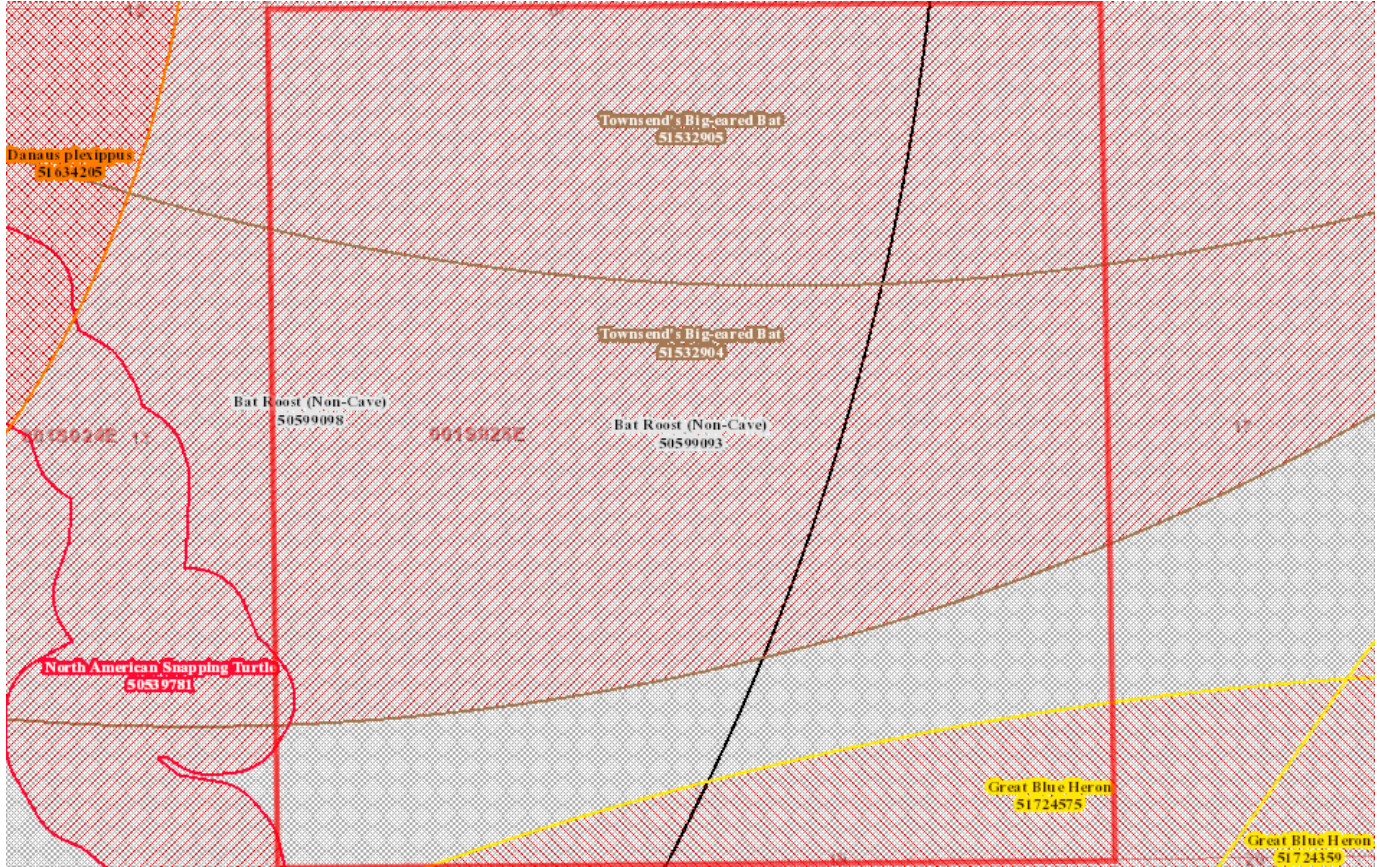 Townsend's Big-eared Bat
51532905
Danaus plexippus
51634205
Townsend's Big-eared Bat
51532904
Bat Roost (Non-Cave)
50599098
Bat Roost (Non-Cave)
50599093
17
North American Snapping Turtle
50539781
Great Blue Heron
51724575
Great Blue Heron
51724359